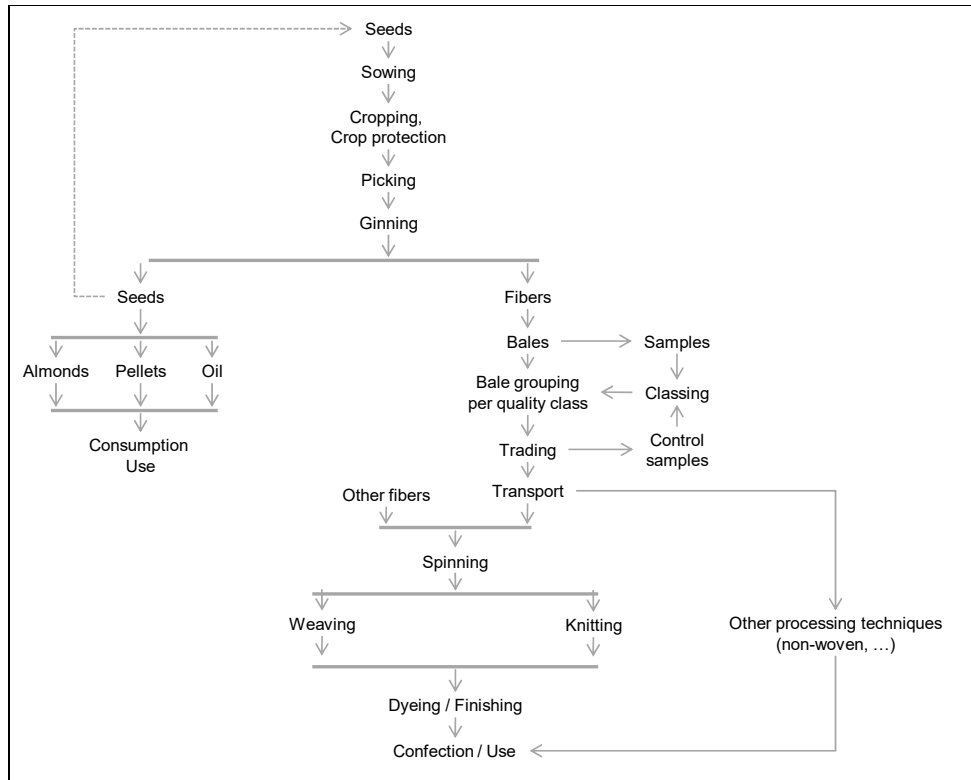 Seeds
Sowing
Cropping,
Crop protection
Picking
Ginning
Seeds
Fibers
Bales
Samples
Almonds
Pellets
Oil
Bale grouping
per quality class
Classing
Consumption
Use
Trading
Control
samples
Other fibers
Transport
Spinning
Weaving
Knitting
Other processing techniques
(non-woven, …)
Dyeing / Finishing
Confection / Use